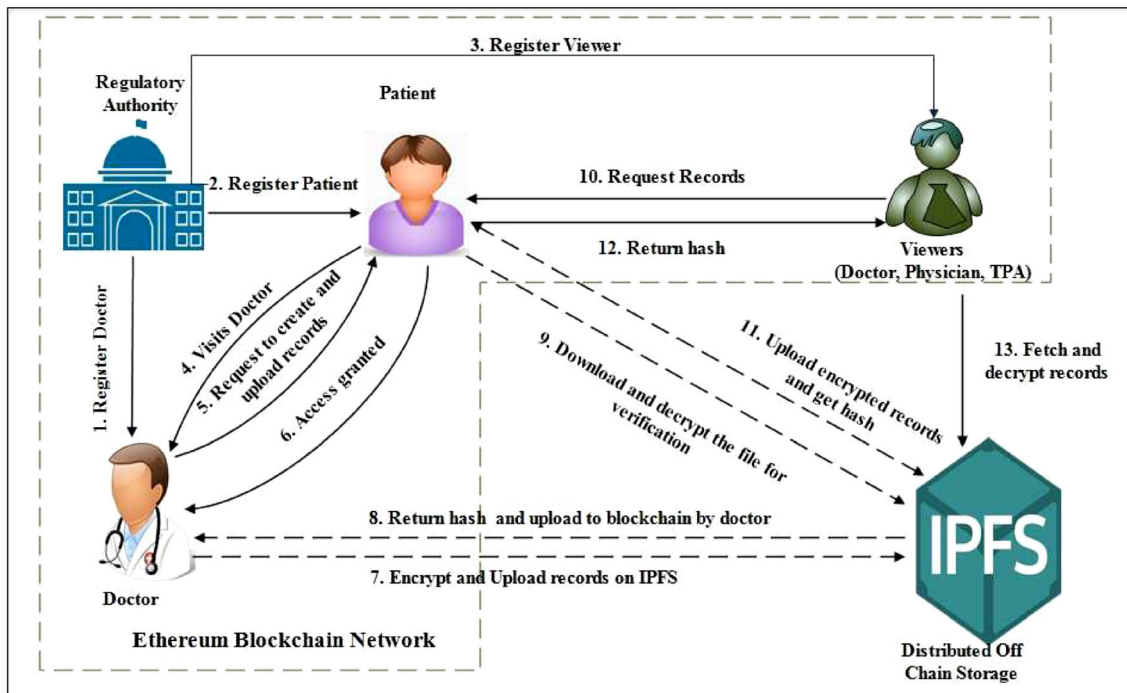 3. Register Viewer
Regulatory
Authority
Patient
2. Register Patient
10. Request Records
12. Return hash
Viewers
(Doctor, Physician, TPA)
1. Register Doctor
4. Visits Doctor
5. Request to create and
upload records
6. Access granted
9. Download and decrypt the file for
verification
11. Upload encrypted records
and get hash
13. Fetch and
decrypt records
8. Return hash and upload to blockchain by doctor
7. Encrypt and Upload records on IPFS
IPFS
Doctor
Ethereum Blockchain Network
Distributed Off
Chain Storage